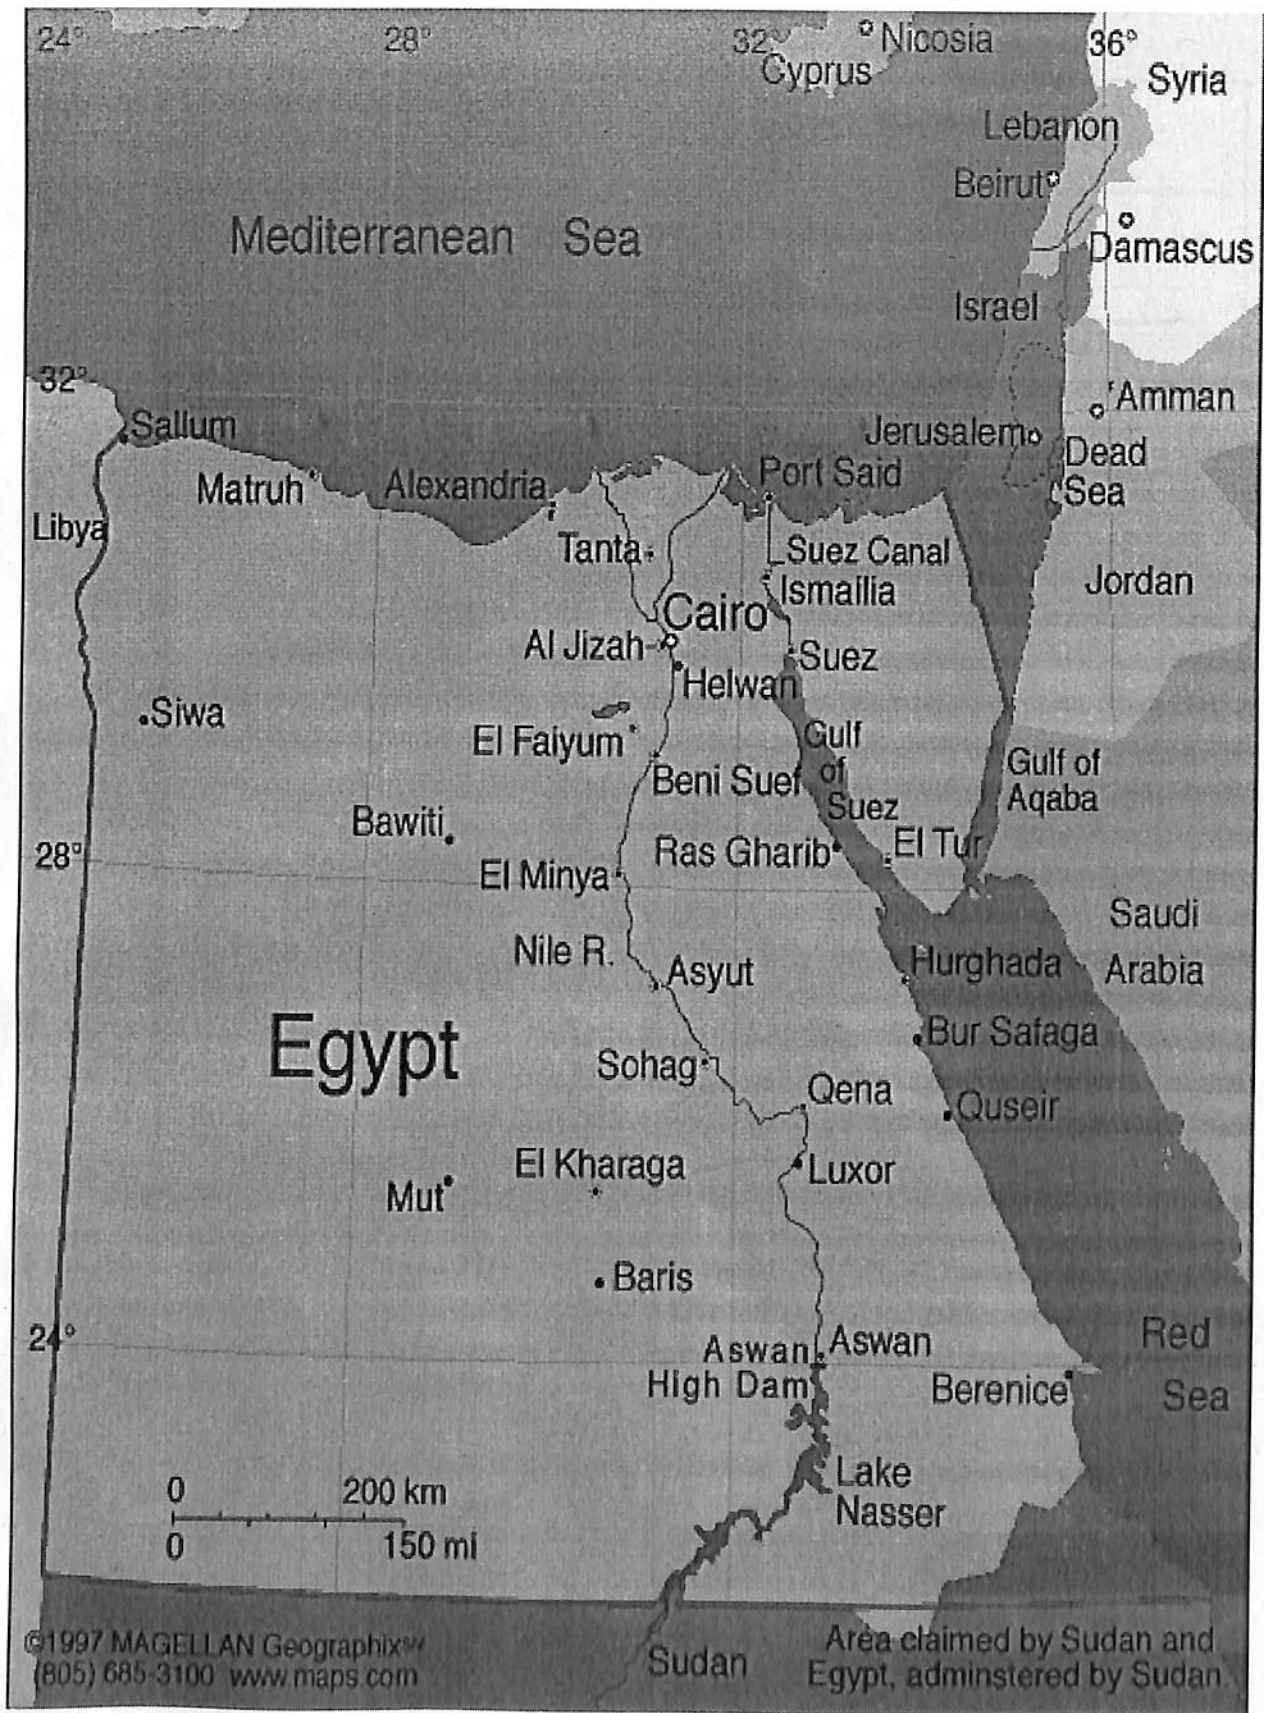 24° 28° 32° 36°
Nicosia
Cyprus
Syria
Lebanon
Beirut
Mediterranean Sea
Damascus
Israel
32°
'Amman
Sallum
Jerusalem
Dead
Sea
Port Said
Matruh
Alexandria
Libya
Tanta
Suez Canal
Ismailia
Jordan
Cairo
Al Jizah
Suez
Helwan
Siwa
El Faiyum
Gulf
of
Suez
Gulf of
Aqaba
Beni Suef
Bawiti
28°
Ras Gharib
El Tur
El Minya
Saudi
Arabia
Nile R.
Asyut
Hurghada
Egypt
Bur Safaga
Sohag
Qena
Quseir
El Kharaga
Luxor
Mut
Baris
24°
Aswan
High Dam
Aswan
Red
Sea
Berenice
Lake
Nasser
0 200 km
0 150 mi
©1997 MAGELLAN Geographix℠
(805) 685-3100 www.maps.com
Sudan
Area claimed by Sudan and
Egypt, adminstered by Sudan